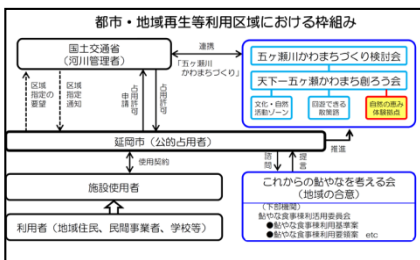 都市・地域再生等利用区域における枠組み
国土交通省
(河川管理者)
連携
「五ヶ瀬川
かわまちづくり」
五ヶ瀬川かわまちづくり検討会
天下一五ヶ瀬かわまち創ろう会
文化・自然
活動ゾーン
回遊できる
散策路
自然の恵み
体験拠点
区域
指定の
要望
区域
指定
通知
占用許可
申請
占用許可
延岡市(公的占用者)
推進
使用契約
諮問
提言
施設使用者
利用者(地域住民、民間事業者、学校等)
これからの鮎やなを考える会
(地域の合意)
(下部機関)
鮎やな食事棟利活用委員会
●鮎やな食事棟利用基準案
●鮎やな食事棟利用要領案 etc